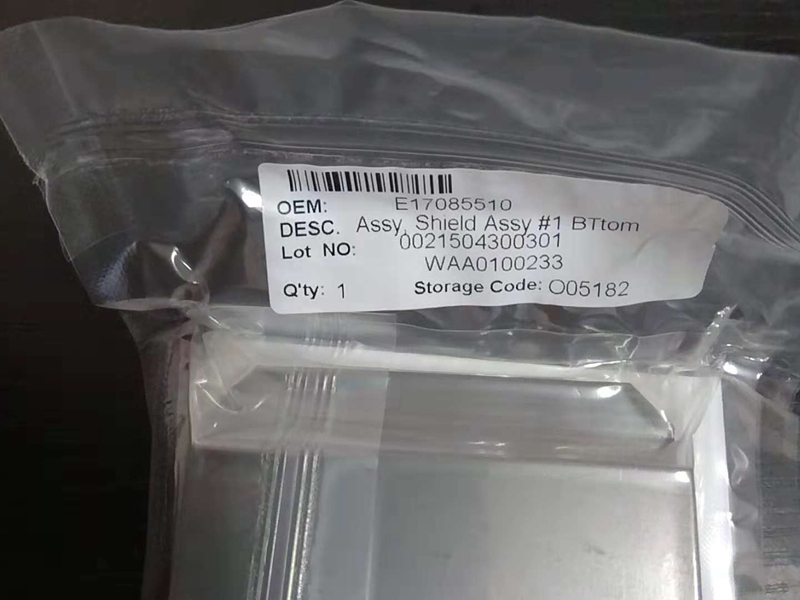 OEM: E17085510
DESC. Assy, Shield Assy #1 BTtom
Lot NO: 0021504300301
WAA0100233
Q'ty: 1 Storage Code: O05182